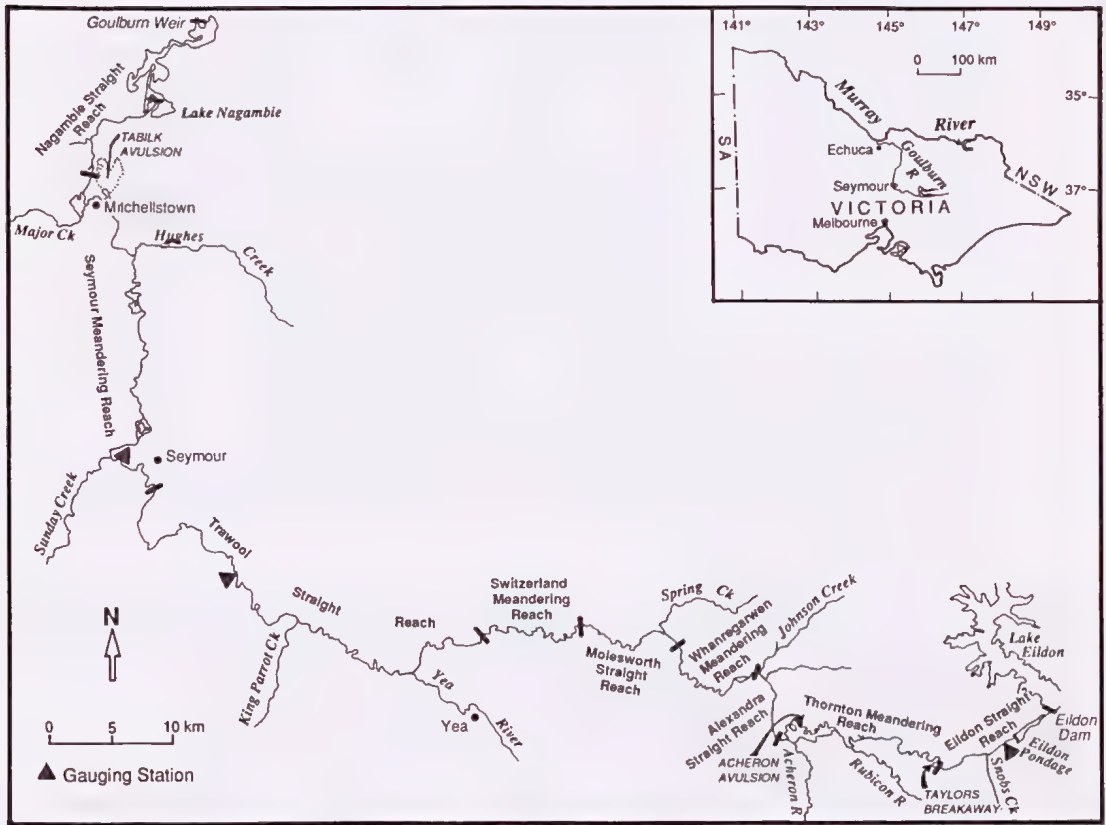 Goulburn Weir
Nagambie Straight
Reach
Lake Nagambie
TABILK
AVULSION
Mitchellstown
Major Ck
Hughes
Creek
Seymour Meandering Reach
Seymour
Sunday Creek
Trawool
Straight
Reach
King Parrot Ck
Yea
River
Yea
Switzerland
Meandering
Reach
Molesworth
Straight
Reach
Spring
Ck
Whanregarwen
Meandering
Reach
Johnson Creek
Alexandra
Straight Reach
ACHERON
AVULSION
Acheron R
Thornton Meandering
Reach
Rubicon R
TAYLORS
BREAKAWAY
Eildon Straight
Reach
Snobs Ck
Eildon
Pondage
Eildon
Dam
Lake
Eildon
N
0 5 10 km
Gauging Station
141° 143° 145° 147° 149°
0 100 km
35°
37°
Murray
River
Echuca
Goulburn
R
Seymour
SA
NSW
VICTORIA
Melbourne